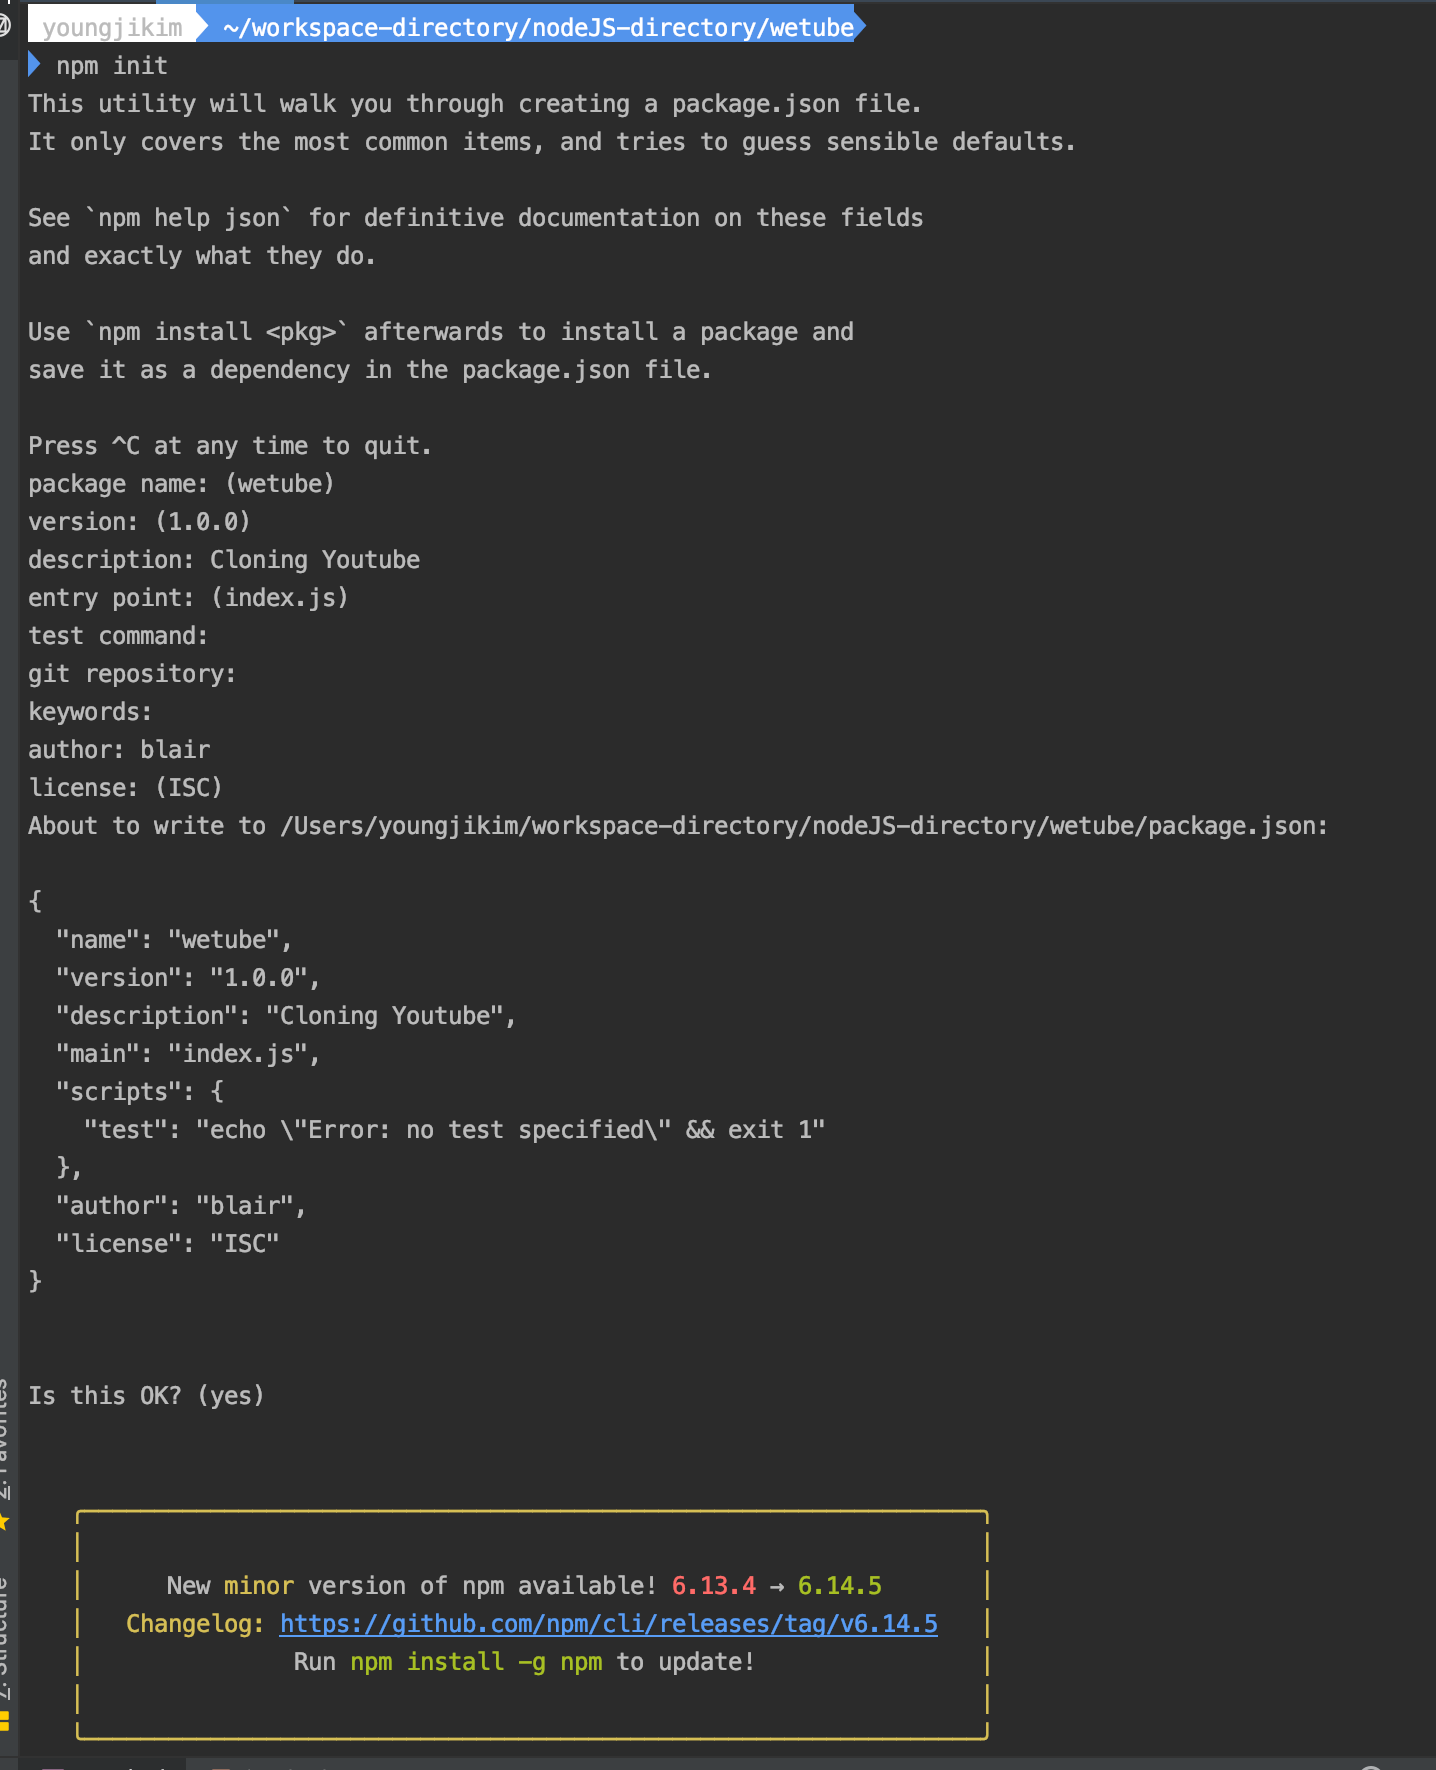 youngjikim ~/workspace-directory/nodeJS-directory/wetube
npm init
This utility will walk you through creating a package.json file.
It only covers the most common items, and tries to guess sensible defaults.
See `npm help json` for definitive documentation on these fields
and exactly what they do.
Use `npm install <pkg>` afterwards to install a package and
save it as a dependency in the package.json file.
Press ^C at any time to quit.
package name: (wetube)
version: (1.0.0)
description: Cloning Youtube
entry point: (index.js)
test command:
git repository:
keywords:
author: blair
license: (ISC)
About to write to /Users/youngjikim/workspace-directory/nodeJS-directory/wetube/package.json:
{
  "name": "wetube",
  "version": "1.0.0",
  "description": "Cloning Youtube",
  "main": "index.js",
  "scripts": {
    "test": "echo \"Error: no test specified\" && exit 1"
  },
  "author": "blair",
  "license": "ISC"
}
Is this OK? (yes)
New minor version of npm available! 6.13.4 → 6.14.5
Changelog: https://github.com/npm/cli/releases/tag/v6.14.5
Run npm install -g npm to update!
2: Favorites
7: Structure